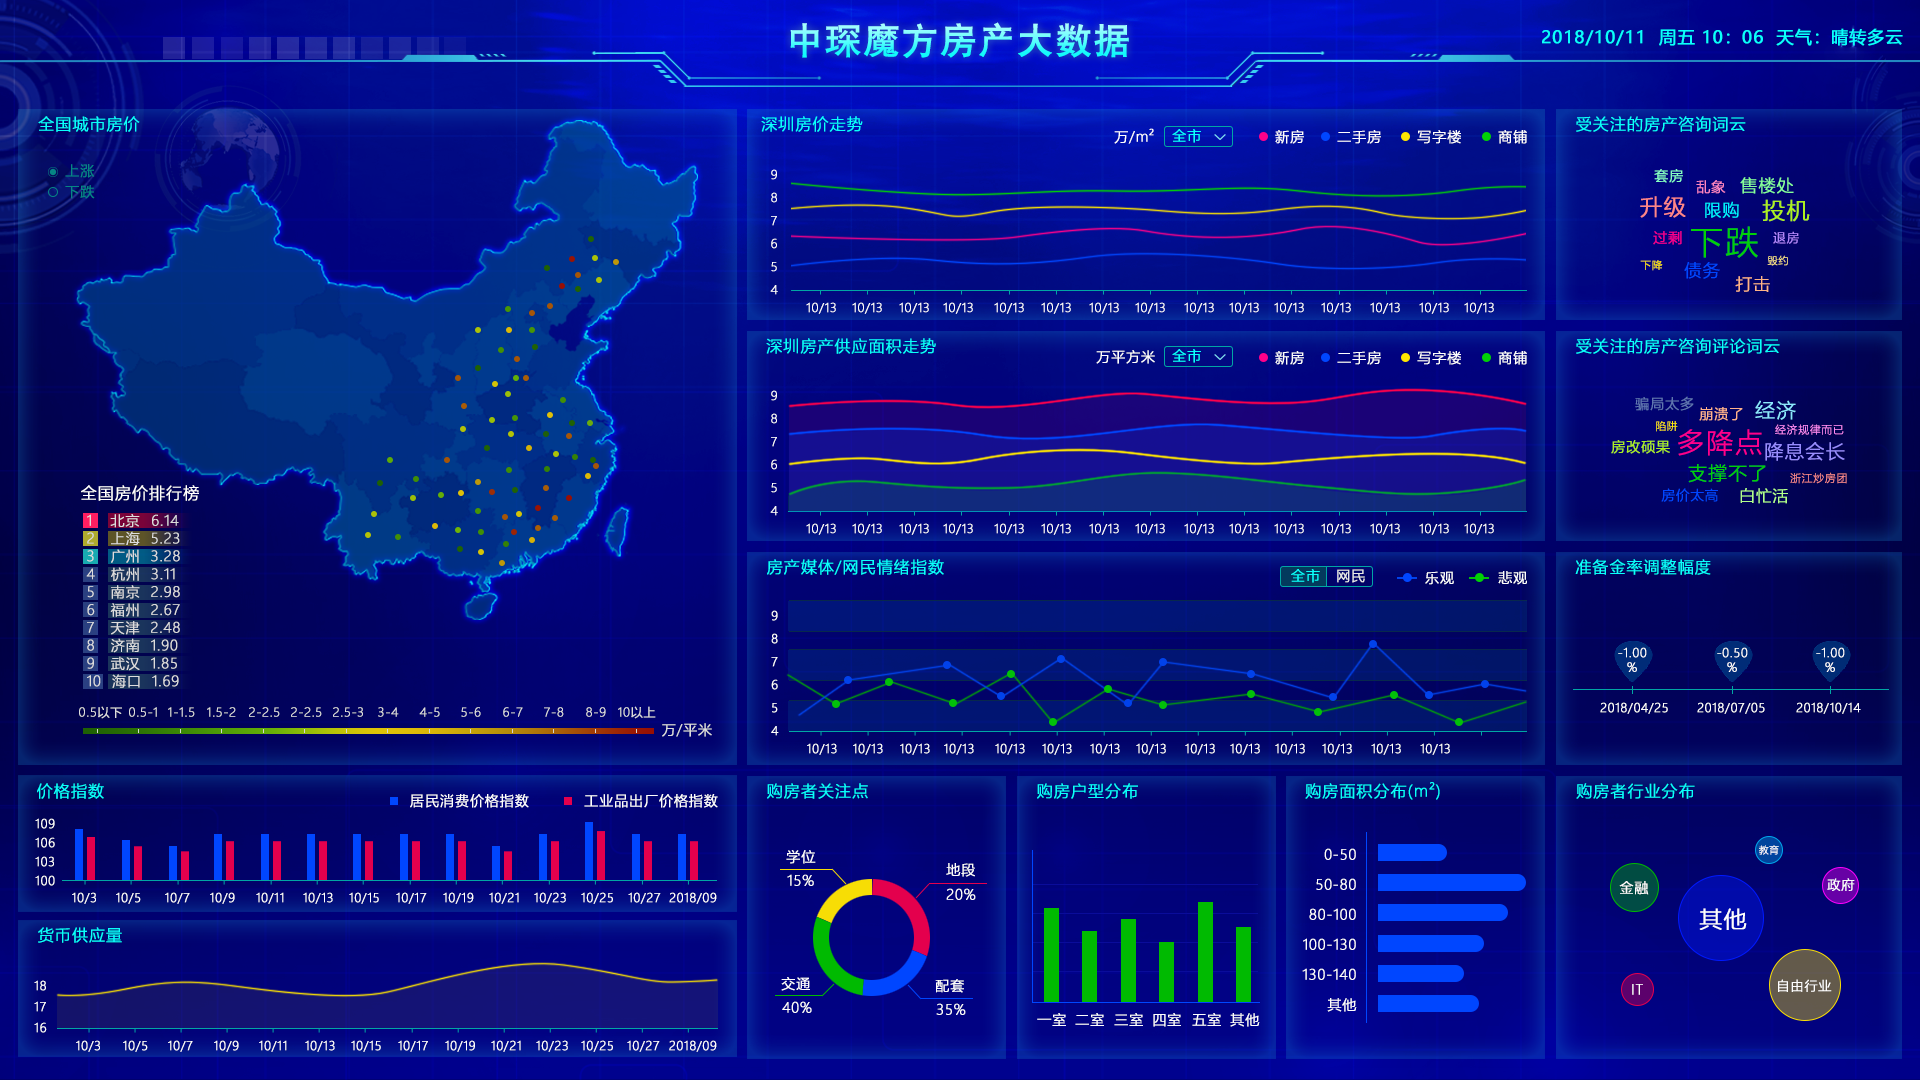 中琛魔方房产大数据
2018/10/11 周五 10：06 天气：晴转多云
全国城市房价
上涨
下跌
全国房价排行榜
1 北京 6.14
2 上海 5.23
3 广州 3.28
4 杭州 3.11
5 南京 2.98
6 福州 2.67
7 天津 2.48
8 济南 1.90
9 武汉 1.85
10 海口 1.69
0.5以下 0.5-1 1-1.5 1.5-2 2-2.5 2-2.5 2.5-3 3-4 4-5 5-6 6-7 7-8 8-9 10以上
万/平米
深圳房价走势
万/m² 全市 新房 二手房 写字楼 商铺
9
8
7
6
5
4
10/13 10/13 10/13 10/13 10/13 10/13 10/13 10/13 10/13 10/13 10/13 10/13 10/13 10/13 10/13
深圳房产供应面积走势
万平方米 全市 新房 二手房 写字楼 商铺
9
8
7
6
5
4
10/13 10/13 10/13 10/13 10/13 10/13 10/13 10/13 10/13 10/13 10/13 10/13 10/13 10/13 10/13
房产媒体/网民情绪指数
全市 网民 乐观 悲观
9
8
7
6
5
4
10/13 10/13 10/13 10/13 10/13 10/13 10/13 10/13 10/13 10/13 10/13 10/13 10/13 10/13
受关注的房产咨询词云
套房 乱象 售楼处
升级 限购 投机
过剩 下跌 退房
下降 债务 毁约
打击
受关注的房产咨询评论词云
骗局太多 崩溃了 经济
陷阱 经济规律而已
房改硕果 多降点 降息会长
支撑不了 浙江炒房团
房价太高 白忙活
准备金率调整幅度
-1.00
%
-0.50
%
-1.00
%
2018/04/25 2018/07/05 2018/10/14
价格指数
居民消费价格指数 工业品出厂价格指数
109
106
103
100
10/3 10/5 10/7 10/9 10/11 10/13 10/15 10/17 10/19 10/21 10/23 10/25 10/27 2018/09
货币供应量
18
17
16
10/3 10/5 10/7 10/9 10/11 10/13 10/15 10/17 10/19 10/21 10/23 10/25 10/27 2018/09
购房者关注点
学位
15%
地段
20%
交通
40%
配套
35%
购房户型分布
一室 二室 三室 四室 五室 其他
购房面积分布(m²)
0-50
50-80
80-100
100-130
130-140
其他
购房者行业分布
教育
金融
政府
其他
IT
自由行业